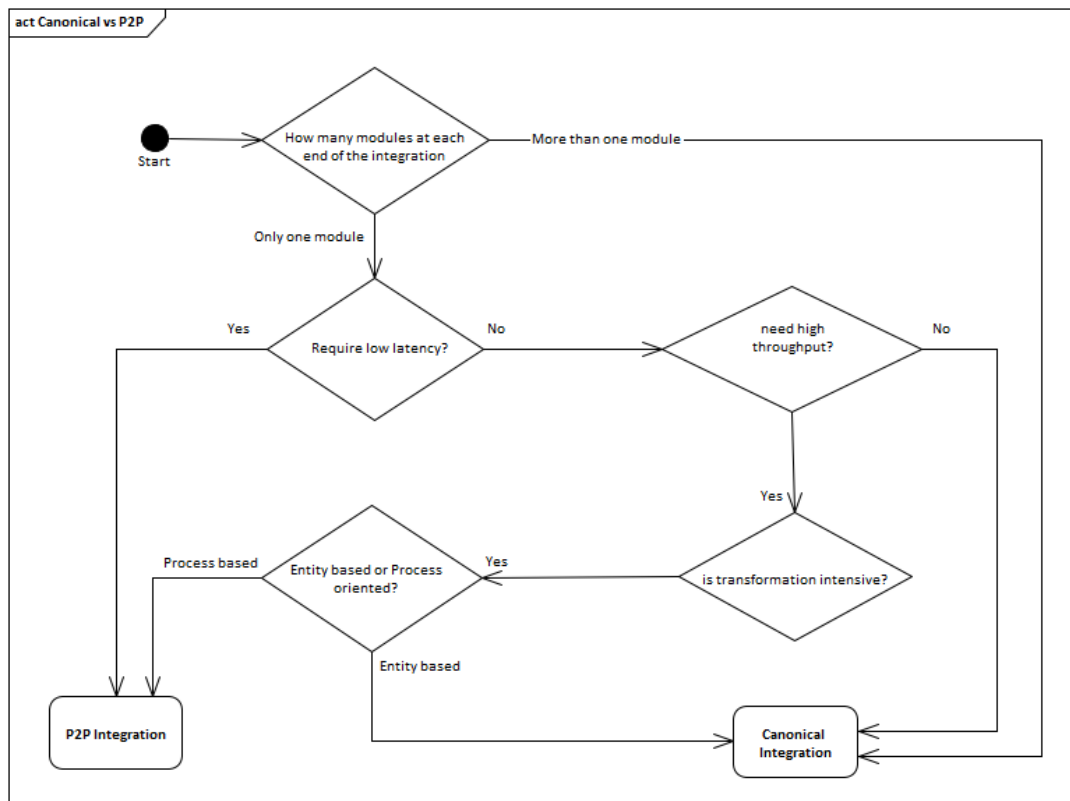 act Canonical vs P2P
How many modules at each
end of the integration
More than one module
Start
Only one module
Yes
Require low latency?
No
need high
throughput?
No
Yes
Process based
Entity based or Process
oriented?
Yes
is transformation intensive?
Entity based
P2P Integration
Canonical
Integration